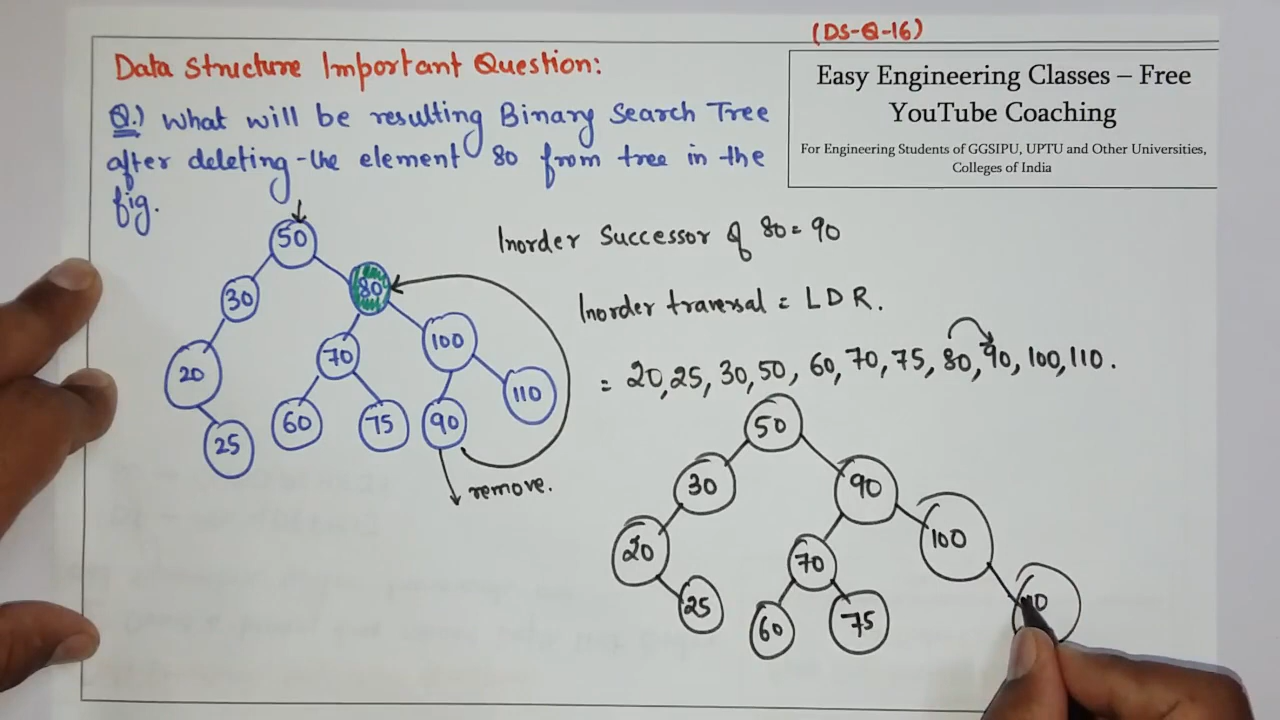 (DS-Q-16)
Data Structure Important Question:
Easy Engineering Classes – Free
YouTube Coaching
For Engineering Students of GGSIPU, UPTU and Other Universities,
Colleges of India
Q.) What will be resulting Binary Search Tree
after deleting the element 80 from tree in the
fig.
50
30
80
20
70
100
25
60
75
90
110
remove.
Inorder Successor of 80 = 90
Inorder traversal = LDR.
= 20, 25, 30, 50, 60, 70, 75, 80, 90, 100, 110.
50
30
90
20
70
100
25
60
75